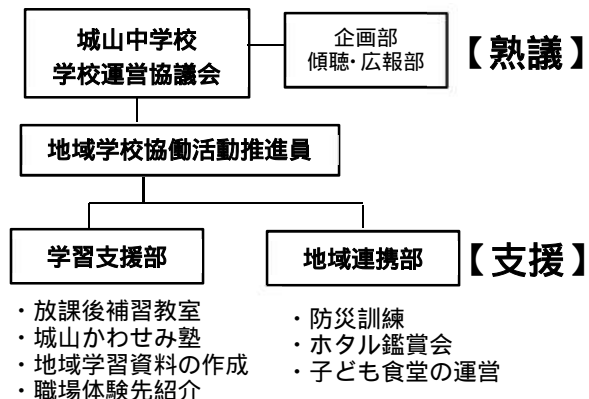 城山中学校
学校運営協議会
企画部
傾聴・広報部
【熟議】
地域学校協働活動推進員
学習支援部
地域連携部
【支援】
・放課後補習教室
・城山かわせみ塾
・地域学習資料の作成
・職場体験先紹介
・防災訓練
・ホタル鑑賞会
・子ども食堂の運営